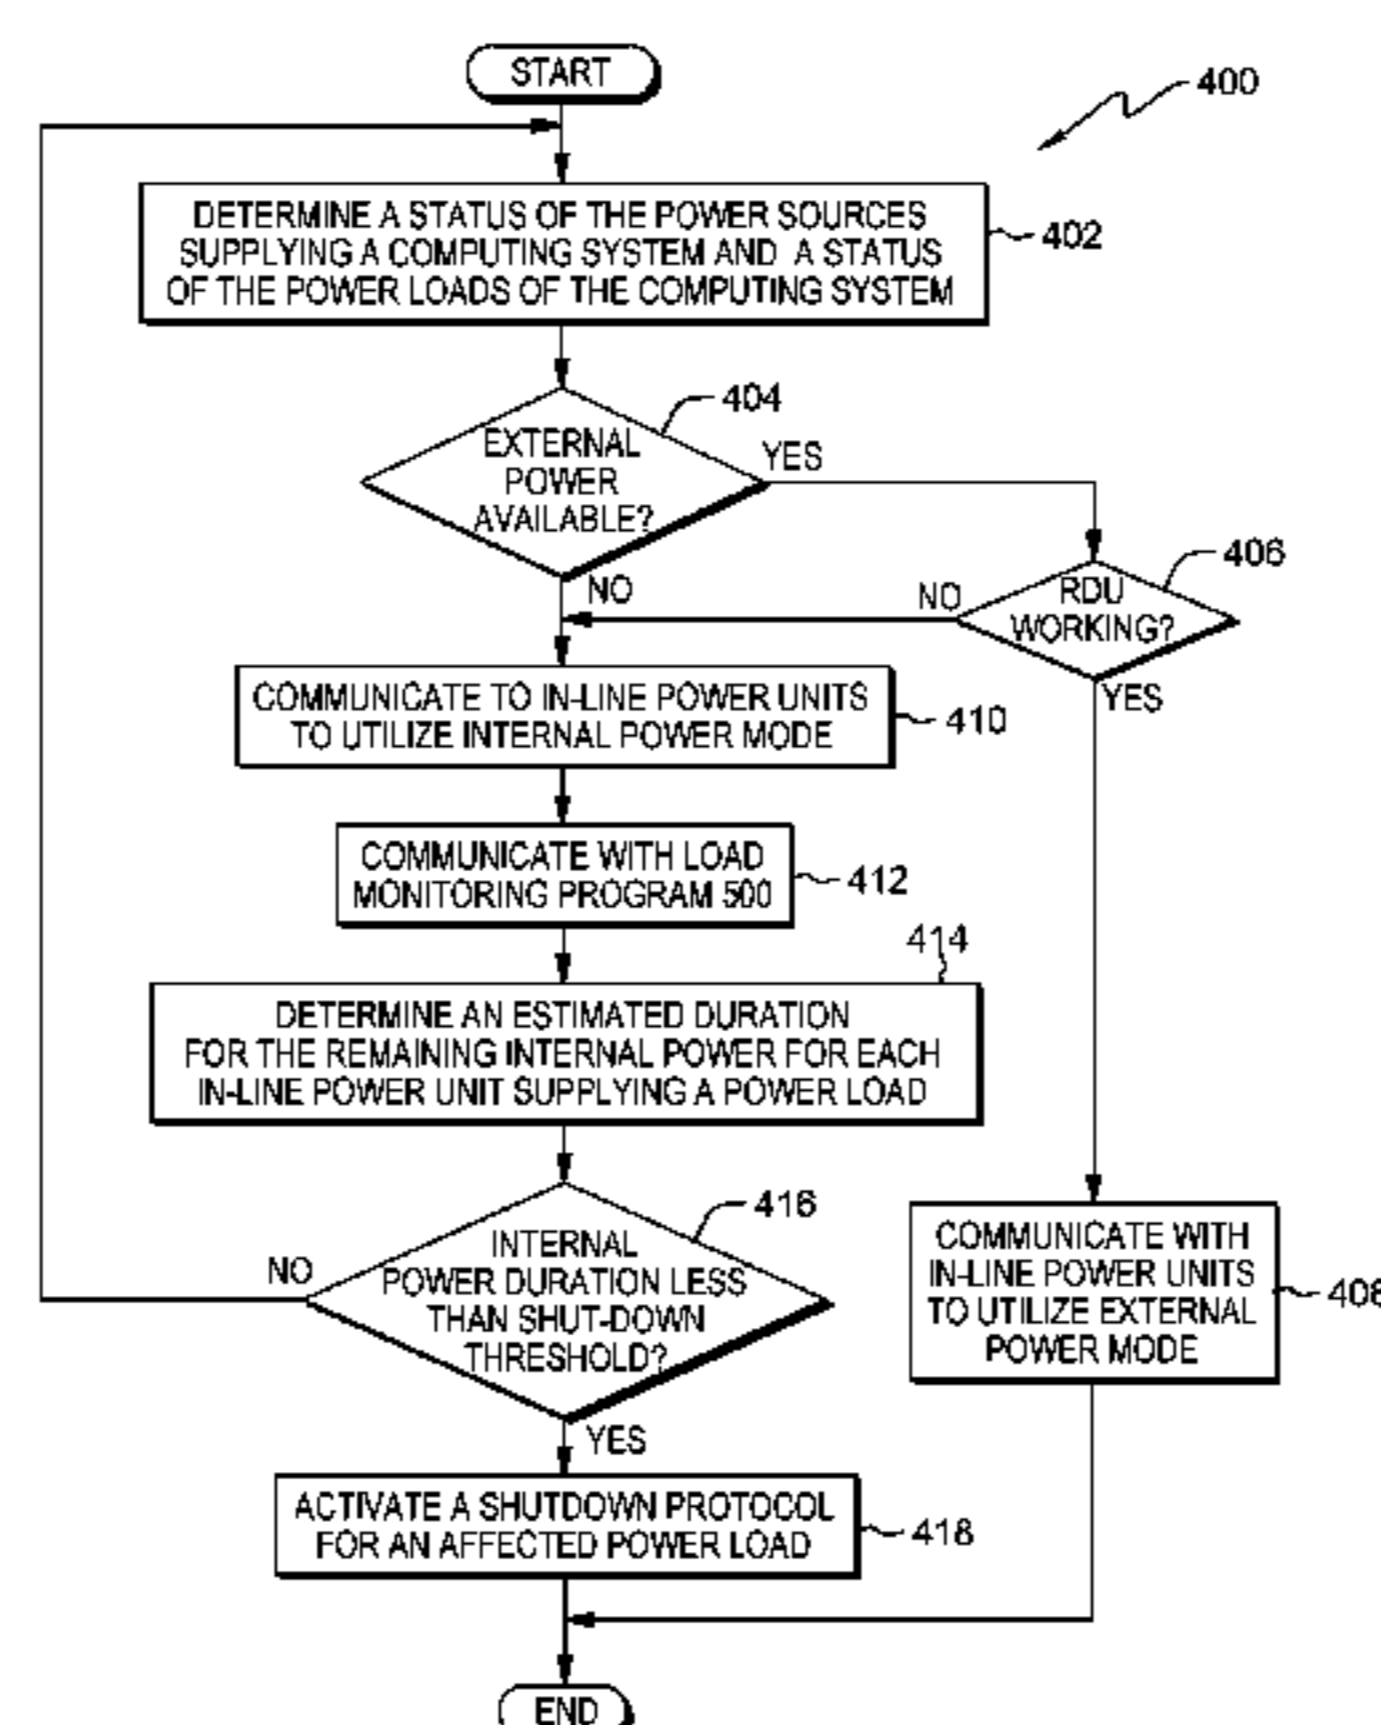 START
400
DETERMINE A STATUS OF THE POWER SOURCES
SUPPLYING A COMPUTING SYSTEM AND A STATUS
OF THE POWER LOADS OF THE COMPUTING SYSTEM
402
404
EXTERNAL
POWER
AVAILABLE?
YES
NO
406
RDU
WORKING?
NO
YES
COMMUNICATE TO IN-LINE POWER UNITS
TO UTILIZE INTERNAL POWER MODE
410
COMMUNICATE WITH LOAD
MONITORING PROGRAM 500
412
414
DETERMINE AN ESTIMATED DURATION
FOR THE REMAINING INTERNAL POWER FOR EACH
IN-LINE POWER UNIT SUPPLYING A POWER LOAD
416
INTERNAL
POWER DURATION LESS
THAN SHUT-DOWN
THRESHOLD?
NO
YES
COMMUNICATE WITH
IN-LINE POWER UNITS
TO UTILIZE EXTERNAL
POWER MODE
408
ACTIVATE A SHUTDOWN PROTOCOL
FOR AN AFFECTED POWER LOAD
418
END